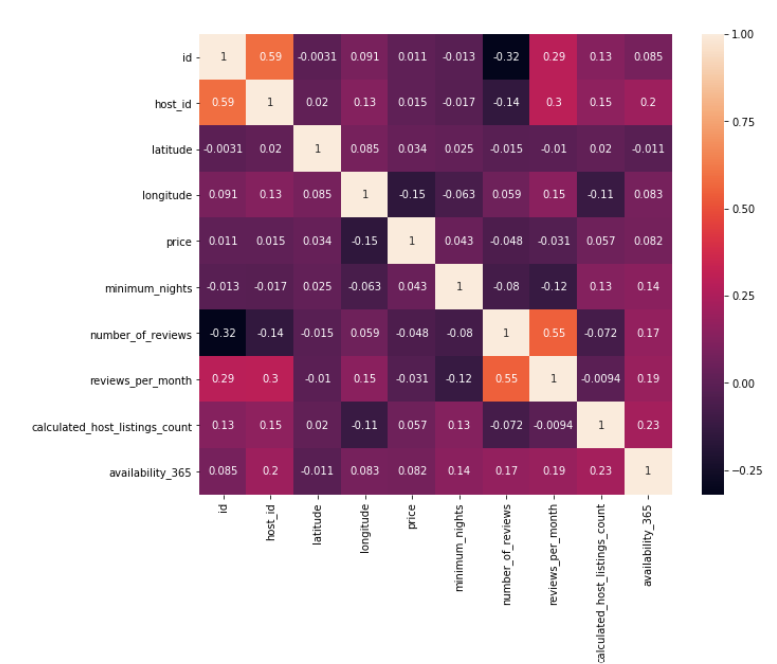 id 1 0.59 -0.0031 0.091 0.011 -0.013 -0.32 0.29 0.13 0.085
host_id 0.59 1 0.02 0.13 0.015 -0.017 -0.14 0.3 0.15 0.2
latitude -0.0031 0.02 1 0.085 0.034 0.025 -0.015 -0.01 0.02 -0.011
longitude 0.091 0.13 0.085 1 -0.15 -0.063 0.059 0.15 -0.11 0.083
price 0.011 0.015 0.034 -0.15 1 0.043 -0.048 -0.031 0.057 0.082
minimum_nights -0.013 -0.017 0.025 -0.063 0.043 1 -0.08 -0.12 0.13 0.14
number_of_reviews -0.32 -0.14 -0.015 0.059 -0.048 -0.08 1 0.55 -0.072 0.17
reviews_per_month 0.29 0.3 -0.01 0.15 -0.031 -0.12 0.55 1 -0.0094 0.19
calculated_host_listings_count 0.13 0.15 0.02 -0.11 0.057 0.13 -0.072 -0.0094 1 0.23
availability_365 0.085 0.2 -0.011 0.083 0.082 0.14 0.17 0.19 0.23 1
id
host_id
latitude
longitude
price
minimum_nights
number_of_reviews
reviews_per_month
calculated_host_listings_count
availability_365
1.00
0.75
0.50
0.25
0.00
-0.25